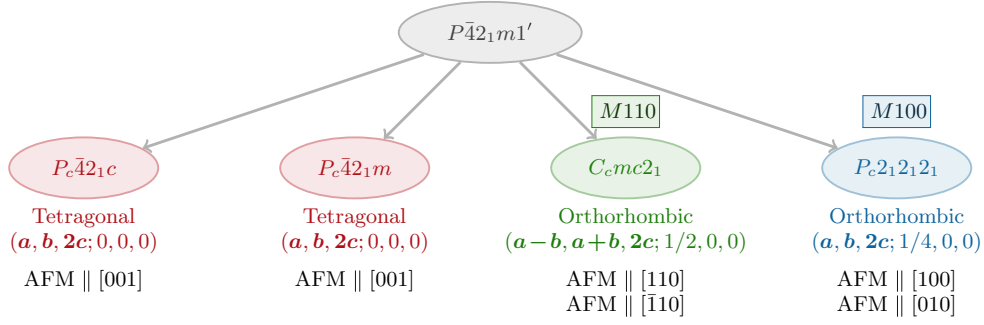 P4̄2₁m1′
M110
M100
P_c4̄2₁c
P_c4̄2₁m
C_cmc2₁
P_c2₁2₁2₁
Tetragonal
Tetragonal
Orthorhombic
Orthorhombic
(a, b, 2c; 0, 0, 0)
(a, b, 2c; 0, 0, 0)
(a−b, a+b, 2c; 1/2, 0, 0)
(a, b, 2c; 1/4, 0, 0)
AFM ∥ [001]
AFM ∥ [001]
AFM ∥ [110]
AFM ∥ [100]
AFM ∥ [1̄10]
AFM ∥ [010]